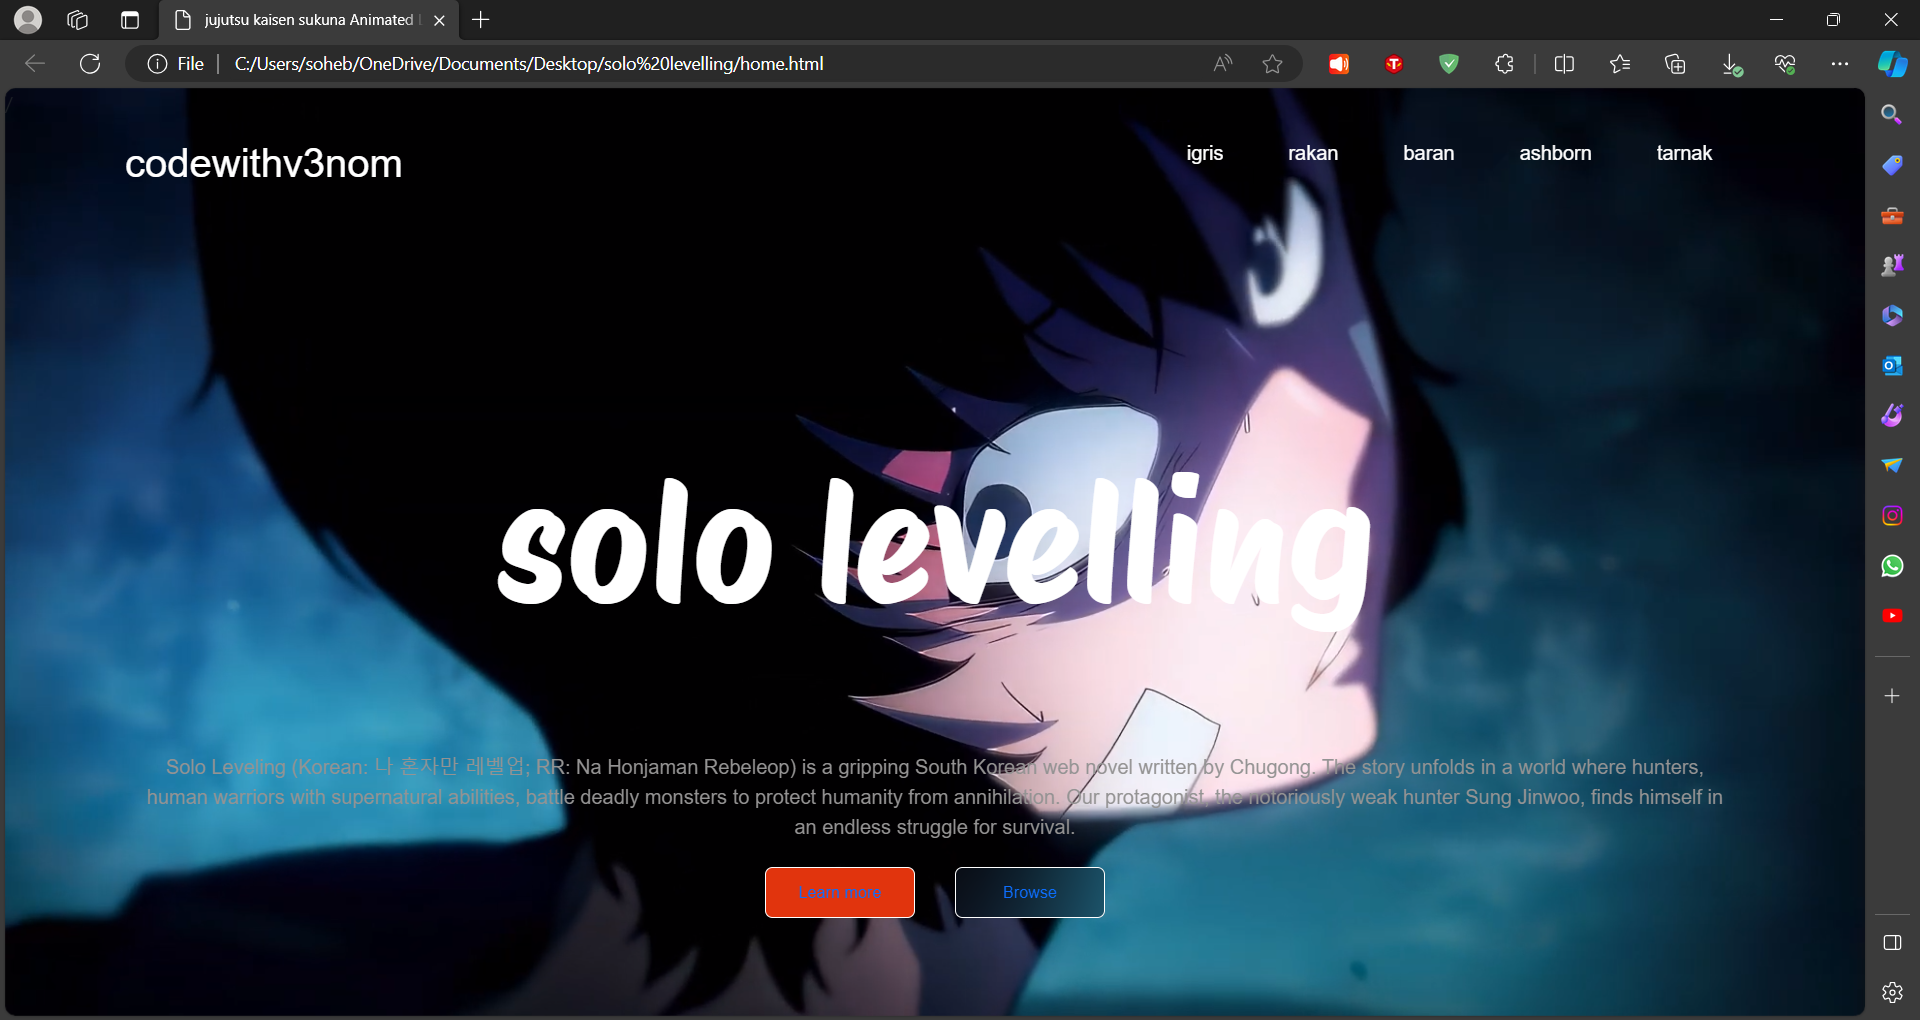 jujutsu kaisen sukuna Animated
File
C:/Users/soheb/OneDrive/Documents/Desktop/solo%20levelling/home.html
codewithv3nom
igris rakan baran ashborn tarnak
solo levelling
Solo Leveling (Korean: 나 혼자만 레벨업; RR: Na Honjaman Rebeleop) is a gripping South Korean web novel written by Chugong. The story unfolds in a world where hunters,
human warriors with supernatural abilities, battle deadly monsters to protect humanity from annihilation. Our protagonist, the notoriously weak hunter Sung Jinwoo, finds himself in
an endless struggle for survival.
Learn more Browse